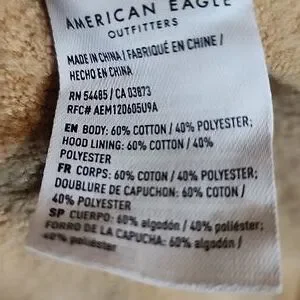 AMERICAN EAGLE
OUTFITTERS
MADE IN CHINA / FABRIQUÉ EN CHINE /
HECHO EN CHINA
RN 54485 / CA 03873
RFC# AEM120605U9A
EN BODY: 60% COTTON / 40% POLYESTER;
HOOD LINING: 60% COTTON / 40%
POLYESTER
FR CORPS: 60% COTON / 40% POLYESTER;
DOUBLURE DE CAPUCHON: 60% COTON /
40% POLYESTER
SP CUERPO: 60% algodón / 40% poliéster;
FORRO DE LA CAPUCHA: 60% algodón /
40% poliéster